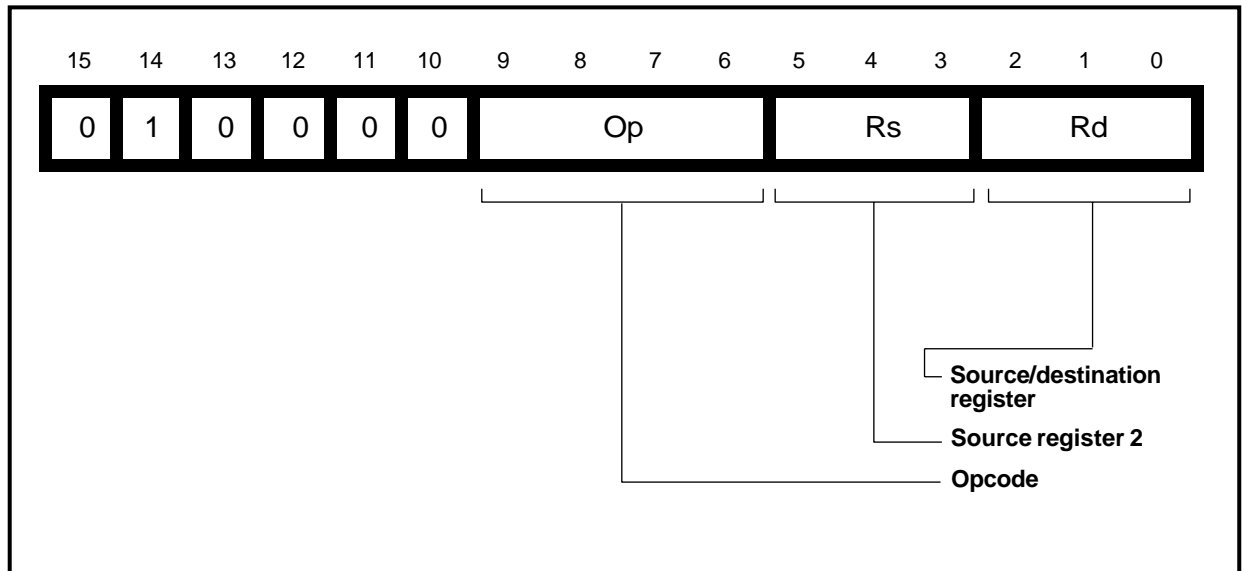 15 14 13 12 11 10 9 8 7 6 5 4 3 2 1 0
0 1 0 0 0 0 Op Rs Rd
Source/destination
register
Source register 2
Opcode